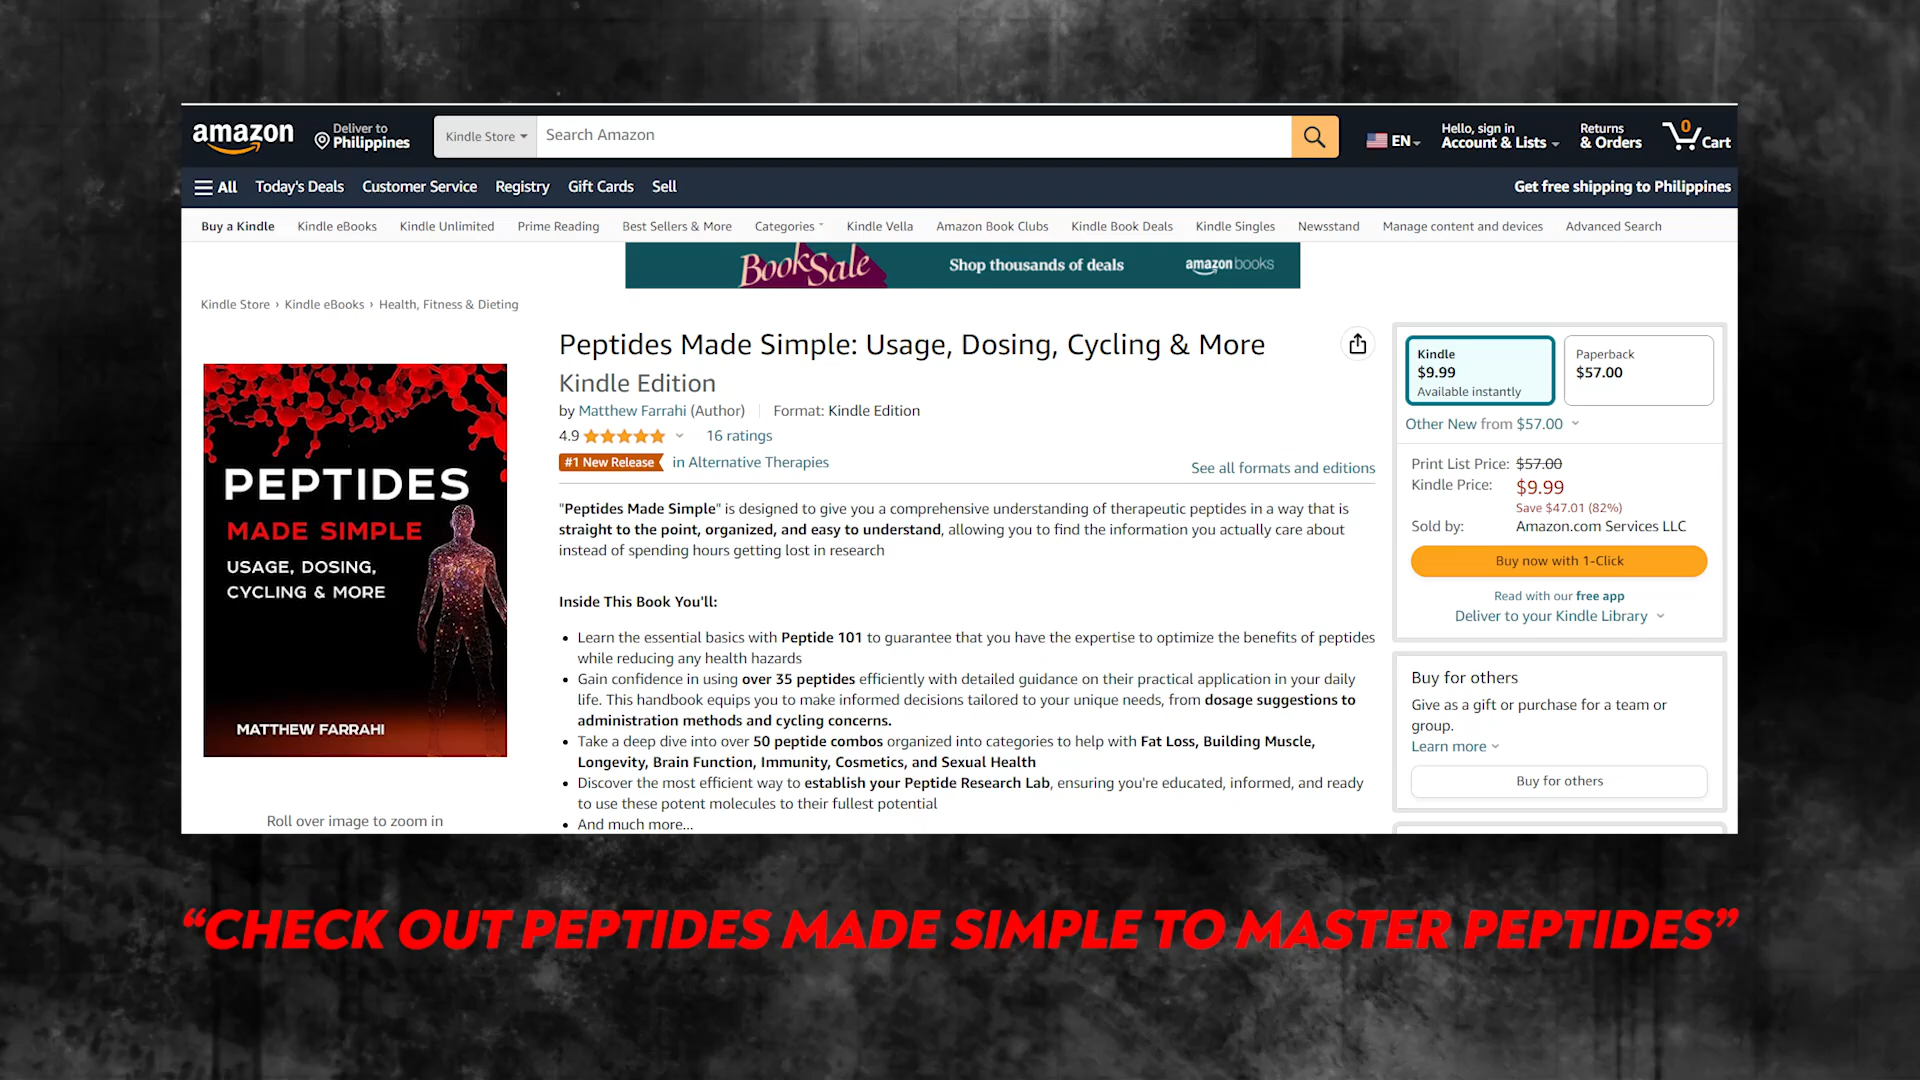 amazon
Deliver to
Philippines
Kindle Store
Search Amazon
EN
Hello, sign in
Account & Lists
Returns
& Orders
0
Cart
All
Today's Deals
Customer Service
Registry
Gift Cards
Sell
Get free shipping to Philippines
Buy a Kindle
Kindle eBooks
Kindle Unlimited
Prime Reading
Best Sellers & More
Categories
Kindle Vella
Amazon Book Clubs
Kindle Book Deals
Kindle Singles
Newsstand
Manage content and devices
Advanced Search
BookSale
Shop thousands of deals
amazonbooks
Kindle Store › Kindle eBooks › Health, Fitness & Dieting
PEPTIDES
MADE SIMPLE
USAGE, DOSING,
CYCLING & MORE
MATTHEW FARRAHI
Roll over image to zoom in
Peptides Made Simple: Usage, Dosing, Cycling & More
Kindle Edition
by Matthew Farrahi (Author)
Format: Kindle Edition
4.9
16 ratings
#1 New Release
in Alternative Therapies
See all formats and editions
"Peptides Made Simple" is designed to give you a comprehensive understanding of therapeutic peptides in a way that is
straight to the point, organized, and easy to understand, allowing you to find the information you actually care about
instead of spending hours getting lost in research
Inside This Book You'll:
• Learn the essential basics with Peptide 101 to guarantee that you have the expertise to optimize the benefits of peptides
while reducing any health hazards
• Gain confidence in using over 35 peptides efficiently with detailed guidance on their practical application in your daily
life. This handbook equips you to make informed decisions tailored to your unique needs, from dosage suggestions to
administration methods and cycling concerns.
• Take a deep dive into over 50 peptide combos organized into categories to help with Fat Loss, Building Muscle,
Longevity, Brain Function, Immunity, Cosmetics, and Sexual Health
• Discover the most efficient way to establish your Peptide Research Lab, ensuring you're educated, informed, and ready
to use these potent molecules to their fullest potential
• And much more...
Kindle
$9.99
Available instantly
Paperback
$57.00
Other New from $57.00
Print List Price: $57.00
Kindle Price: $9.99
Save $47.01 (82%)
Sold by: Amazon.com Services LLC
Buy now with 1-Click
Read with our free app
Deliver to your Kindle Library
Buy for others
Give as a gift or purchase for a team or
group.
Learn more
Buy for others
“CHECK OUT PEPTIDES MADE SIMPLE TO MASTER PEPTIDES”